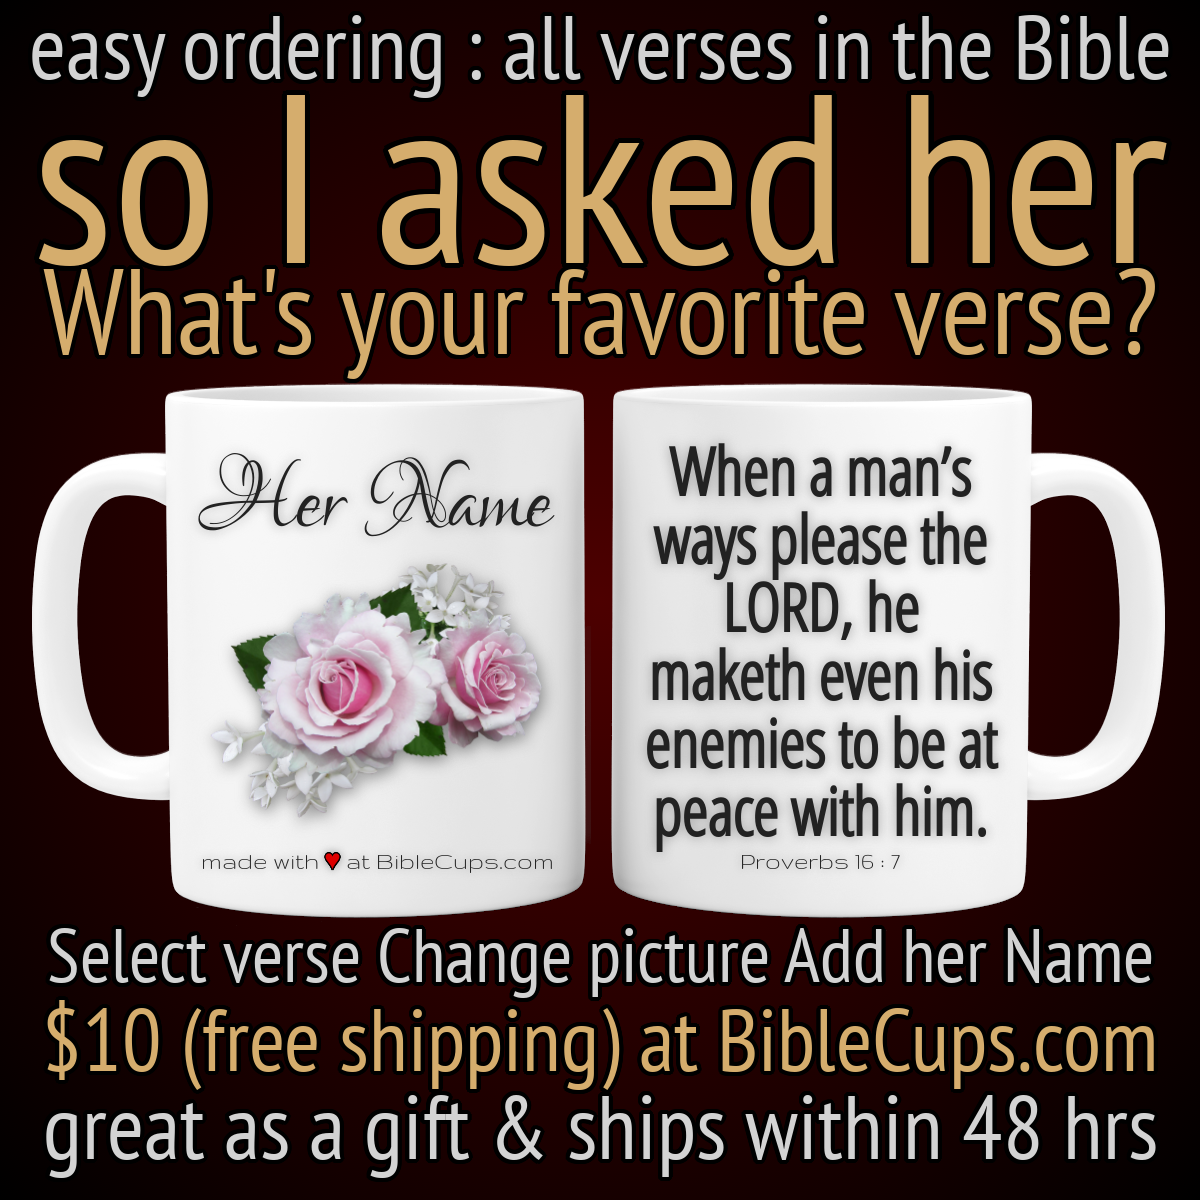 easy ordering : all verses in the Bible
so I asked her
What's your favorite verse?
Her Name
made with ♥ at BibleCups.com
When a man’s
ways please the
LORD, he
maketh even his
enemies to be at
peace with him.
Proverbs 16 : 7
Select verse Change picture Add her Name
$10 (free shipping) at BibleCups.com
great as a gift & ships within 48 hrs